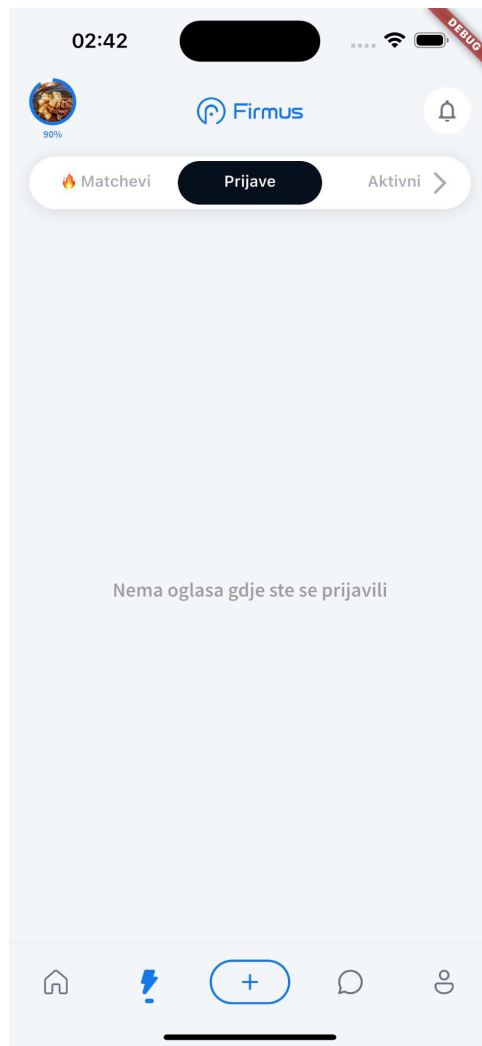 02:42
DEBUG
90%
Firmus
🔥 Matchevi
Prijave
Aktivni
Nema oglasa gdje ste se prijavili